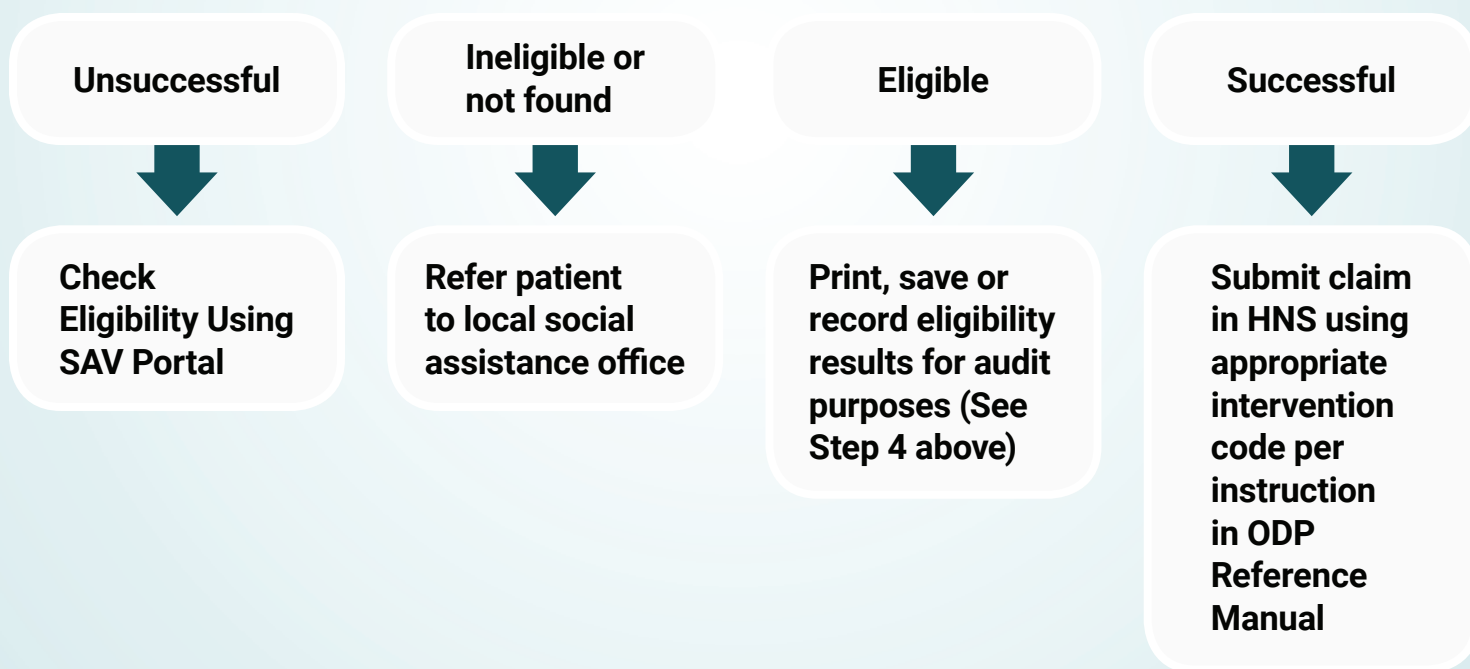 Unsuccessful
Ineligible or
not found
Eligible
Successful
Check
Eligibility Using
SAV Portal
Refer patient
to local social
assistance office
Print, save or
record eligibility
results for audit
purposes (See
Step 4 above)
Submit claim
in HNS using
appropriate
intervention
code per
instruction
in ODP
Reference
Manual